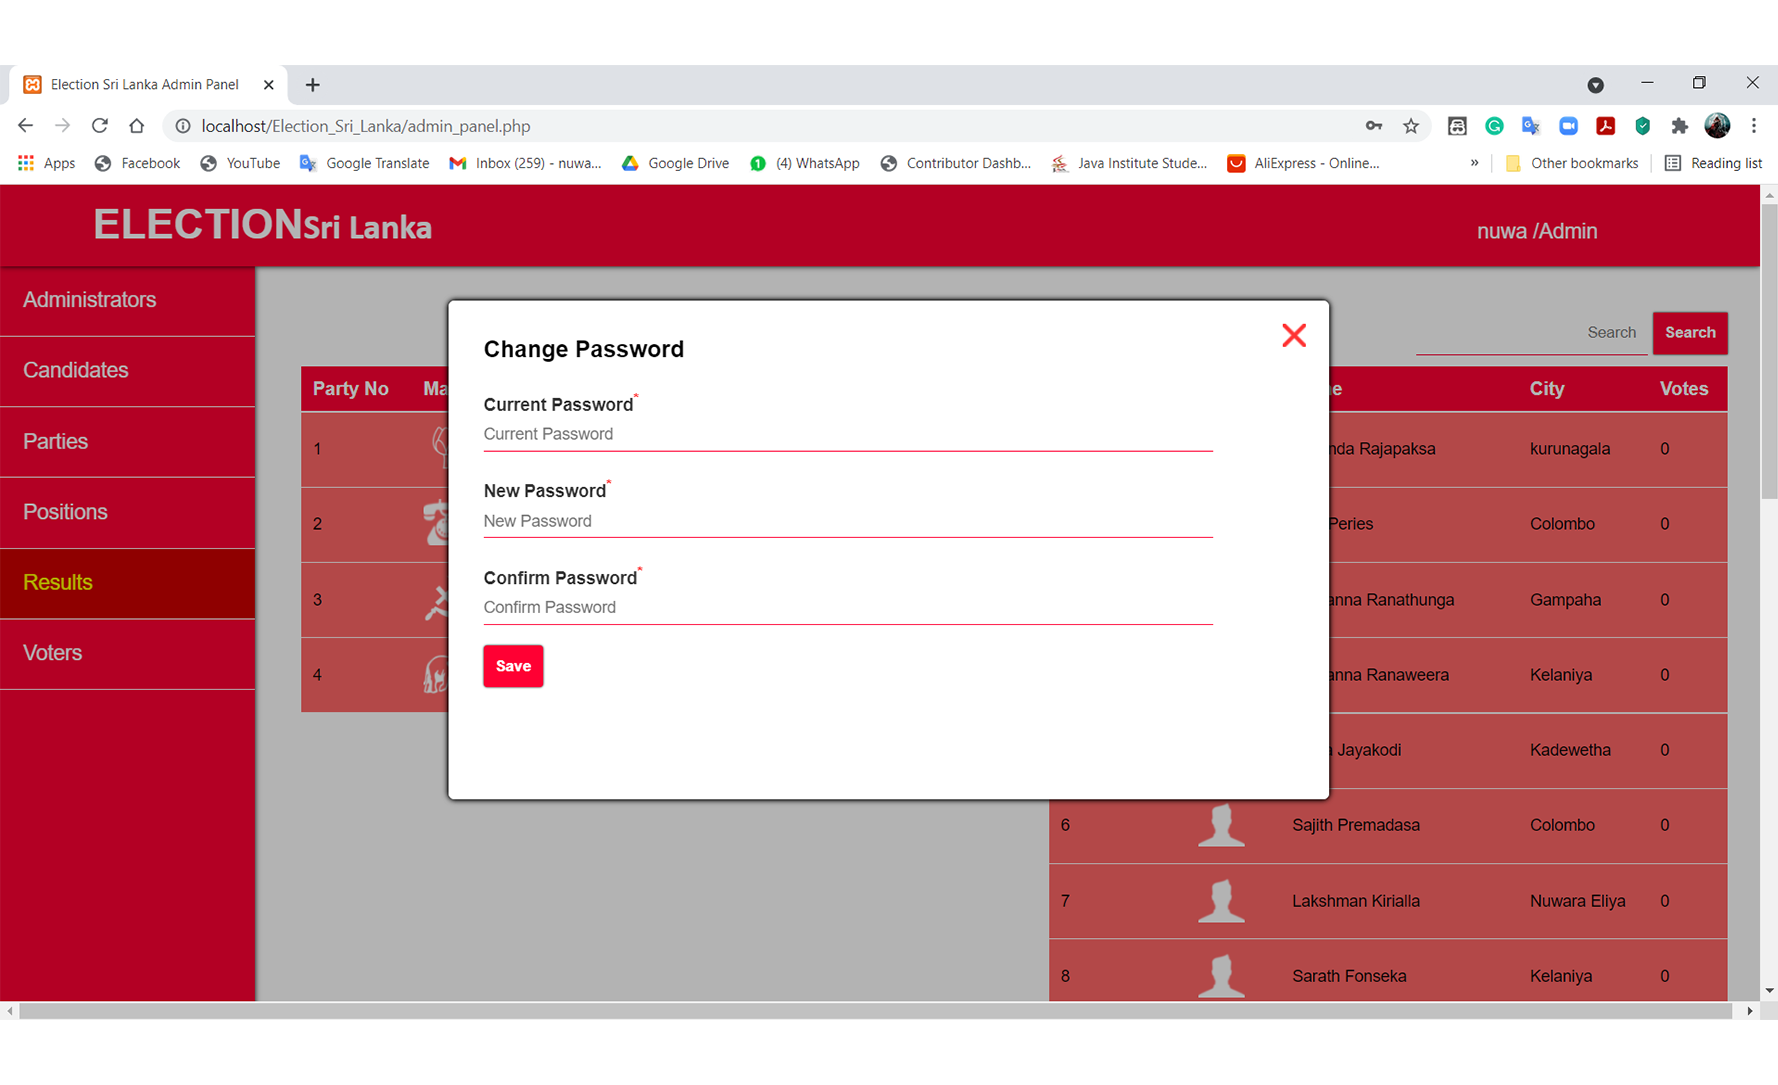 Election Sri Lanka Admin Panel
localhost/Election_Sri_Lanka/admin_panel.php
Apps Facebook YouTube Google Translate Inbox (259) - nuwa... Google Drive (4) WhatsApp Contributor Dashb... Java Institute Stude... AliExpress - Online... » Other bookmarks Reading list
ELECTIONSri Lanka
nuwa /Admin
Administrators
Candidates
Parties
Positions
Results
Voters
Search Search
Change Password
Current Password*
Current Password
New Password*
New Password
Confirm Password*
Confirm Password
Save
Party No Ma
1
2
3
4
e City Votes
nda Rajapaksa kurunagala 0
Peries Colombo 0
anna Ranathunga Gampaha 0
anna Ranaweera Kelaniya 0
Jayakodi Kadewetha 0
6 Sajith Premadasa Colombo 0
7 Lakshman Kirialla Nuwara Eliya 0
8 Sarath Fonseka Kelaniya 0